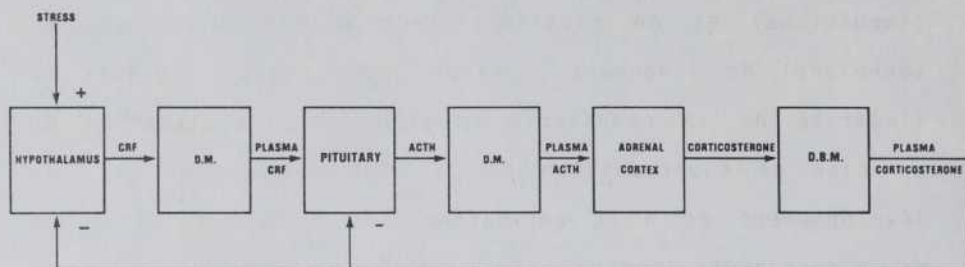 STRESS
+
HYPOTHALAMUS
CRF
D.M.
PLASMA
CRF
PITUITARY
ACTH
D.M.
PLASMA
ACTH
ADRENAL
CORTEX
CORTICOSTERONE
D.B.M.
PLASMA
CORTICOSTERONE
−
−